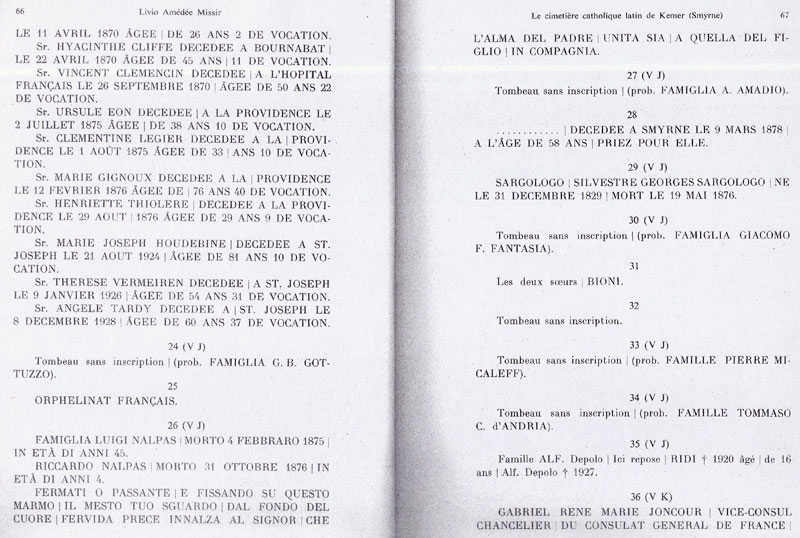 66
Livio Amédée Missir
LE 11 AVRIL 1870 ÂGEE | DE 26 ANS 2 DE VOCATION.
Sr. HYACINTHE CLIFFE DECEDEE A BOURNABAT |
LE 22 AVRIL 1870 ÂGEE DE 45 ANS | 11 DE VOCATION.
Sr. VINCENT CLEMENCIN DECEDEE | A L'HOPITAL
FRANÇAIS LE 26 SEPTEMBRE 1870 | ÂGEE DE 50 ANS 22
DE VOCATION.
Sr. URSULE EON DECEDEE | A LA PROVIDENCE LE
2 JUILLET 1875 ÂGEE | DE 38 ANS 10 DE VOCATION.
Sr. CLEMENTINE LEGIER DECEDEE A LA | PROVI-
DENCE LE 1 AOÛT 1875 ÂGEE DE 33 | ANS 10 DE VOCA-
TION.
Sr. MARIE GIGNOUX DECEDEE A LA | PROVIDENCE
LE 12 FEVRIER 1876 ÂGEE DE | 76 ANS 40 DE VOCATION.
Sr. HENRIETTE THIOLERE | DECEDEE A LA PROVI-
DENCE LE 29 AOUT | 1876 ÂGEE DE 29 ANS 9 DE VOCA-
TION.
Sr. MARIE JOSEPH HOUDEBINE | DECEDEE A ST.
JOSEPH LE 21 AOUT 1924 | ÂGEE DE 81 ANS 10 DE VO-
CATION.
Sr. THERESE VERMEIREN DECEDEE | A ST. JOSEPH
LE 9 JANVIER 1926 | ÂGEE DE 54 ANS 31 DE VOCATION.
Sr. ANGELE TARDY DECEDEE A | ST. JOSEPH LE
8 DECEMBRE 1928 | ÂGEE DE 60 ANS 37 DE VOCATION.
24 (V J)
Tombeau sans inscription | (prob. FAMIGLIA G. B. GOT-
TUZZO).
25
ORPHELINAT FRANÇAIS.
26 (V J)
FAMIGLIA LUIGI NALPAS | MORTO 4 FEBBRARO 1875 |
IN ETÀ DI ANNI 45.
RICCARDO NALPAS | MORTO 31 OTTOBRE 1876 | IN
ETÀ DI ANNI 4.
FERMATI O PASSANTE | E FISSANDO SU QUESTO
MARMO | IL MESTO TUO SGUARDO | DAL FONDO DEL
CUORE | FERVIDA PRECE INNALZA AL SIGNOR | CHE
Le cimetière catholique latin de Kemer (Smyrne)
67
L'ALMA DEL PADRE | UNITA SIA | A QUELLA DEL FI-
GLIO | IN COMPAGNIA.
27 (V J)
Tombeau sans inscription | (prob. FAMIGLIA A. AMADIO).
28
............ | DECEDEE A SMYRNE LE 9 MARS 1878 |
A L'ÂGE DE 58 ANS | PRIEZ POUR ELLE.
29 (V J)
SARGOLOGO | SILVESTRE GEORGES SARGOLOGO | NE
LE 31 DECEMBRE 1829 | MORT LE 19 MAI 1876.
30 (V J)
Tombeau sans inscription | (prob. FAMIGLIA GIACOMO
F. FANTASIA).
31
Les deux sœurs | BIONI.
32
Tombeau sans inscription.
33 (V J)
Tombeau sans inscription | (prob. FAMILLE PIERRE MI-
CALEFF).
34 (V J)
Tombeau sans inscription | (prob. FAMILLE TOMMASO
C. d'ANDRIA).
35 (V J)
Famille ALF. Depolo | Ici repose | RIDI † 1920 âgé | de 16
ans | Alf. Depolo † 1927.
36 (V K)
GABRIEL RENE MARIE JONCOUR | VICE-CONSUL
CHANCELIER | DU CONSULAT GENERAL DE FRANCE |